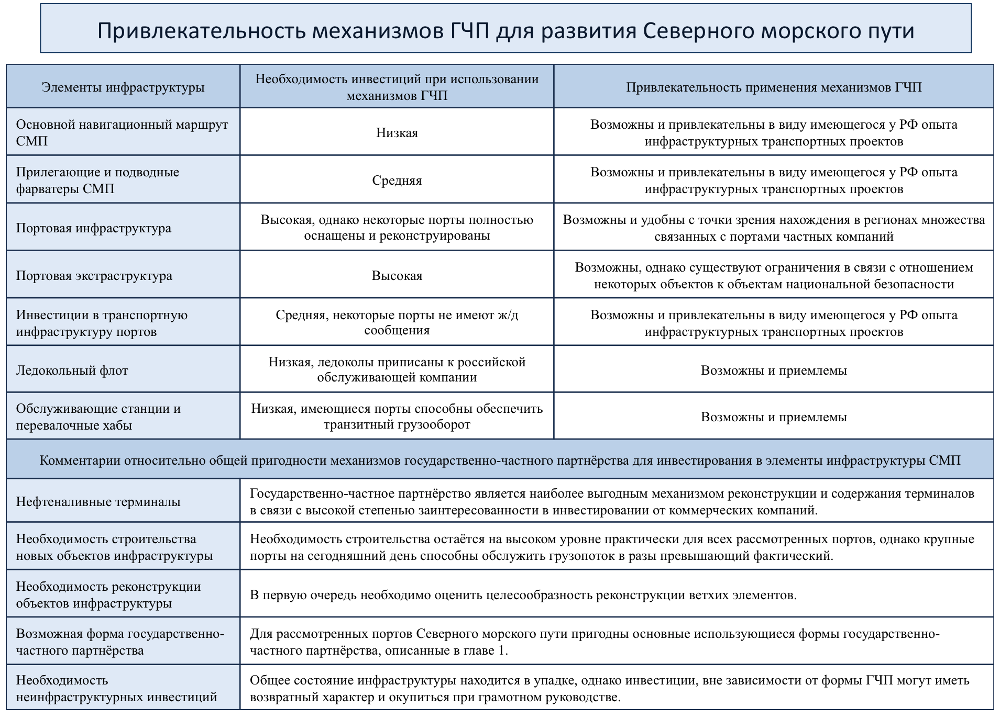 Привлекательность механизмов ГЧП для развития Северного морского пути
Элементы инфраструктуры
Необходимость инвестиций при использовании
механизмов ГЧП
Привлекательность применения механизмов ГЧП
Основной навигационный маршрут
СМП
Низкая
Возможны и привлекательны в виду имеющегося у РФ опыта
инфраструктурных транспортных проектов
Прилегающие и подводные
фарватеры СМП
Средняя
Возможны и привлекательны в виду имеющегося у РФ опыта
инфраструктурных транспортных проектов
Портовая инфраструктура
Высокая, однако некоторые порты полностью
оснащены и реконструированы
Возможны и удобны с точки зрения нахождения в регионах множества
связанных с портами частных компаний
Портовая экстраструктура
Высокая
Возможны, однако существуют ограничения в связи с отношением
некоторых объектов к объектам национальной безопасности
Инвестиции в транспортную
инфраструктуру портов
Средняя, некоторые порты не имеют ж/д
сообщения
Возможны и привлекательны в виду имеющегося у РФ опыта
инфраструктурных транспортных проектов
Ледокольный флот
Низкая, ледоколы приписаны к российской
обслуживающей компании
Возможны и приемлемы
Обслуживающие станции и
перевалочные хабы
Низкая, имеющиеся порты способны обеспечить
транзитный грузооборот
Возможны и приемлемы
Комментарии относительно общей пригодности механизмов государственно-частного партнёрства для инвестирования в элементы инфраструктуры СМП
Нефтеналивные терминалы
Государственно-частное партнёрство является наиболее выгодным механизмом реконструкции и содержания терминалов
в связи с высокой степенью заинтересованности в инвестировании от коммерческих компаний.
Необходимость строительства
новых объектов инфраструктуры
Необходимость строительства остаётся на высоком уровне практически для всех рассмотренных портов, однако крупные
порты на сегодняшний день способны обслужить грузопоток в разы превышающий фактический.
Необходимость реконструкции
объектов инфраструктуры
В первую очередь необходимо оценить целесообразность реконструкции ветхих элементов.
Возможная форма государственно-
частного партнёрства
Для рассмотренных портов Северного морского пути пригодны основные использующиеся формы государственно-
частного партнёрства, описанные в главе 1.
Необходимость
неинфраструктурных инвестиций
Общее состояние инфраструктуры находится в упадке, однако инвестиции, вне зависимости от формы ГЧП могут иметь
возвратный характер и окупиться при грамотном руководстве.